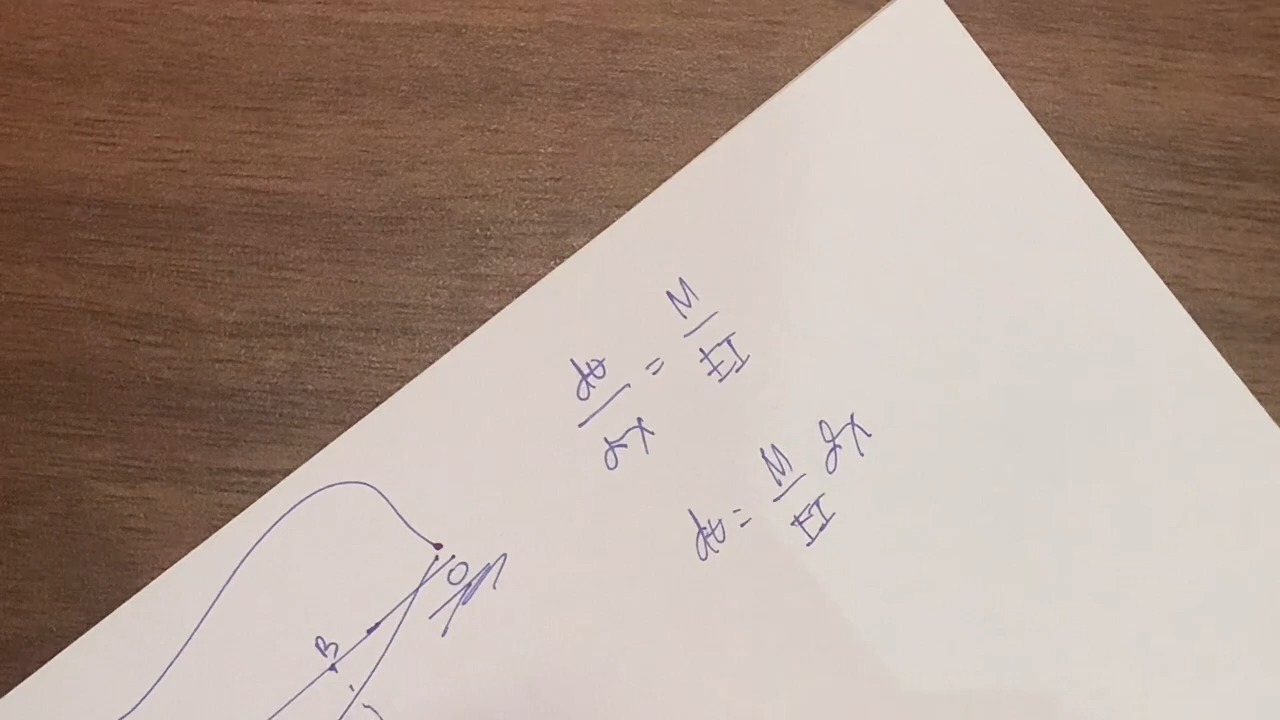 dθ/dx = M/EI
dθ = M/EI dx
B